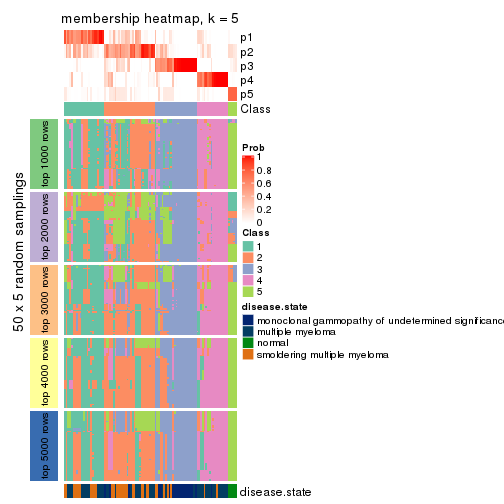 membership heatmap, k = 5
p1
p2
p3
p4
p5
Class
50 x 5 random samplings
top 1000 rows
top 2000 rows
top 3000 rows
top 4000 rows
top 5000 rows
disease.state
Prob
1
0.8
0.6
0.4
0.2
0
Class
1
2
3
4
5
disease.state
monoclonal gammopathy of undetermined significance
multiple myeloma
normal
smoldering multiple myeloma